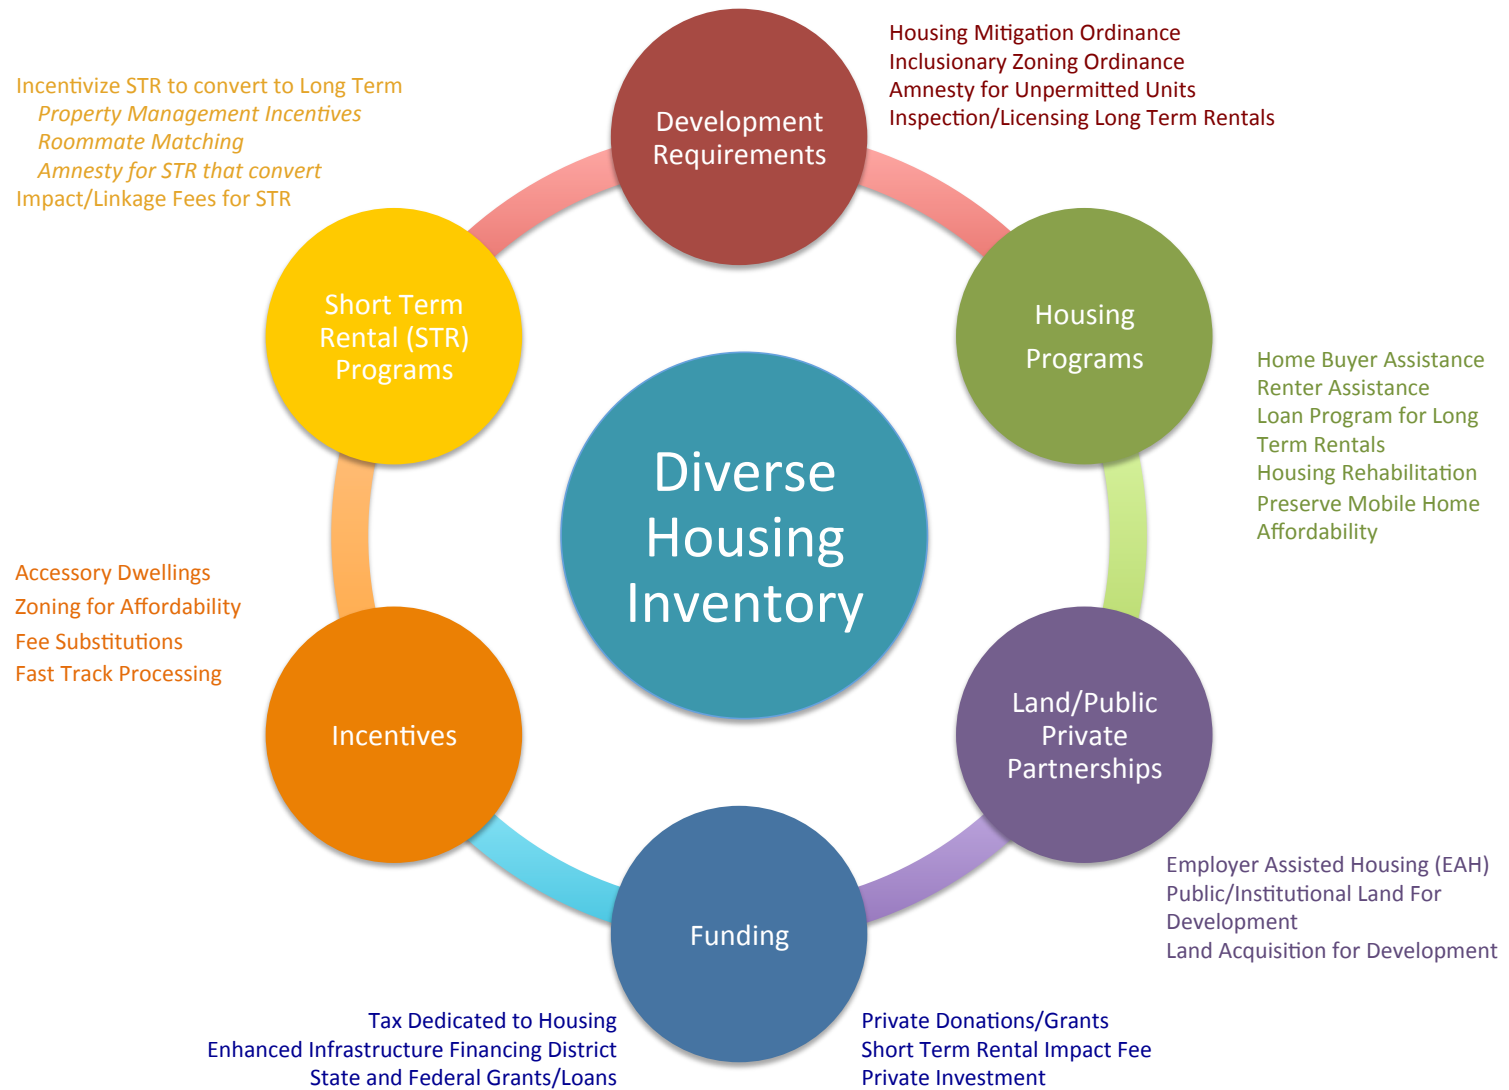 Housing Mitigation Ordinance
Inclusionary Zoning Ordinance
Amnesty for Unpermitted Units
Inspection/Licensing Long Term Rentals
Incentivize STR to convert to Long Term
Property Management Incentives
Roommate Matching
Amnesty for STR that convert
Impact/Linkage Fees for STR
Development
Requirements
Short Term
Rental (STR)
Programs
Housing
Programs
Home Buyer Assistance
Renter Assistance
Loan Program for Long
Term Rentals
Housing Rehabilitation
Preserve Mobile Home
Affordability
Diverse
Housing
Inventory
Accessory Dwellings
Zoning for Affordability
Fee Substitutions
Fast Track Processing
Incentives
Land/Public
Private
Partnerships
Employer Assisted Housing (EAH)
Public/Institutional Land For
Development
Land Acquisition for Development
Funding
Tax Dedicated to Housing
Enhanced Infrastructure Financing District
State and Federal Grants/Loans
Private Donations/Grants
Short Term Rental Impact Fee
Private Investment